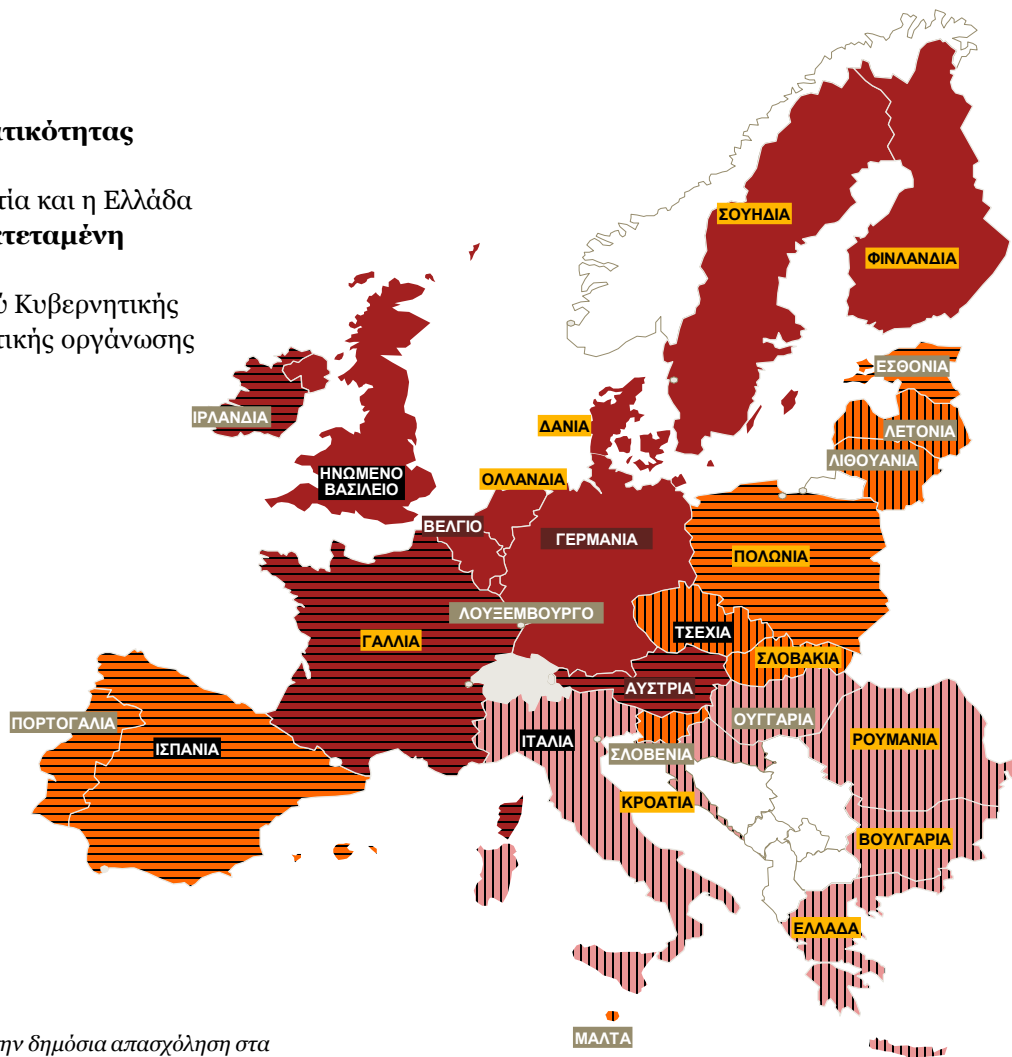 τικότητας
τία και η Ελλάδα
τεταμένη
Κυβερνητικής
τικής οργάνωσης
ΣΟΥΗΔΙΑ
ΦΙΝΛΑΝΔΙΑ
ΕΣΘΟΝΙΑ
ΙΡΛΑΝΔΙΑ
ΔΑΝΙΑ
ΛΕΤΟΝΙΑ
ΛΙΘΟΥΑΝΙΑ
ΗΝΩΜΕΝΟ
ΒΑΣΙΛΕΙΟ
ΟΛΛΑΝΔΙΑ
ΒΕΛΓΙΟ
ΓΕΡΜΑΝΙΑ
ΠΟΛΩΝΙΑ
ΛΟΥΞΕΜΒΟΥΡΓΟ
ΤΣΕΧΙΑ
ΓΑΛΛΙΑ
ΣΛΟΒΑΚΙΑ
ΑΥΣΤΡΙΑ
ΠΟΡΤΟΓΑΛΙΑ
ΟΥΓΓΑΡΙΑ
ΙΣΠΑΝΙΑ
ΙΤΑΛΙΑ
ΡΟΥΜΑΝΙΑ
ΣΛΟΒΕΝΙΑ
ΚΡΟΑΤΙΑ
ΒΟΥΛΓΑΡΙΑ
ΕΛΛΑΔΑ
ΜΑΛΤΑ
ην δημόσια απασχόληση στα